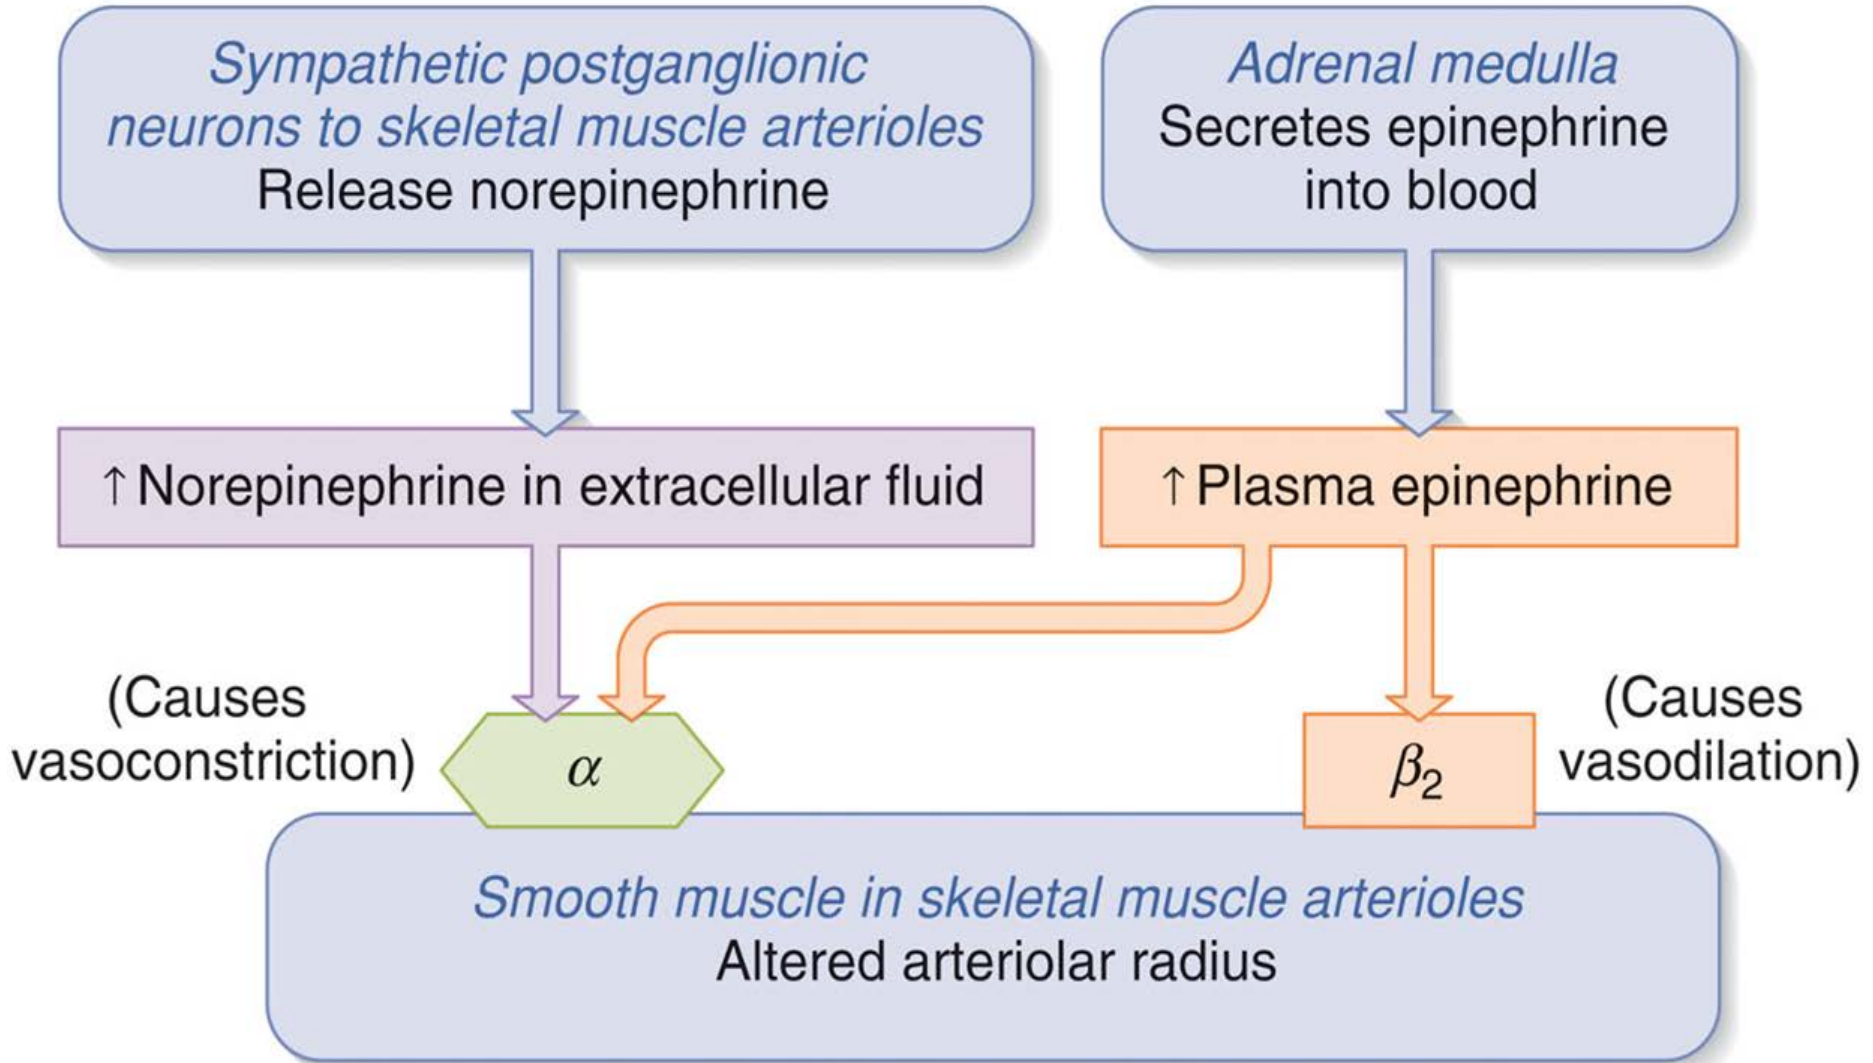 Sympathetic postganglionic
neurons to skeletal muscle arterioles
Release norepinephrine
Adrenal medulla
Secretes epinephrine
into blood
↑ Norepinephrine in extracellular fluid
↑ Plasma epinephrine
(Causes
vasoconstriction)
α
β₂
(Causes
vasodilation)
Smooth muscle in skeletal muscle arterioles
Altered arteriolar radius